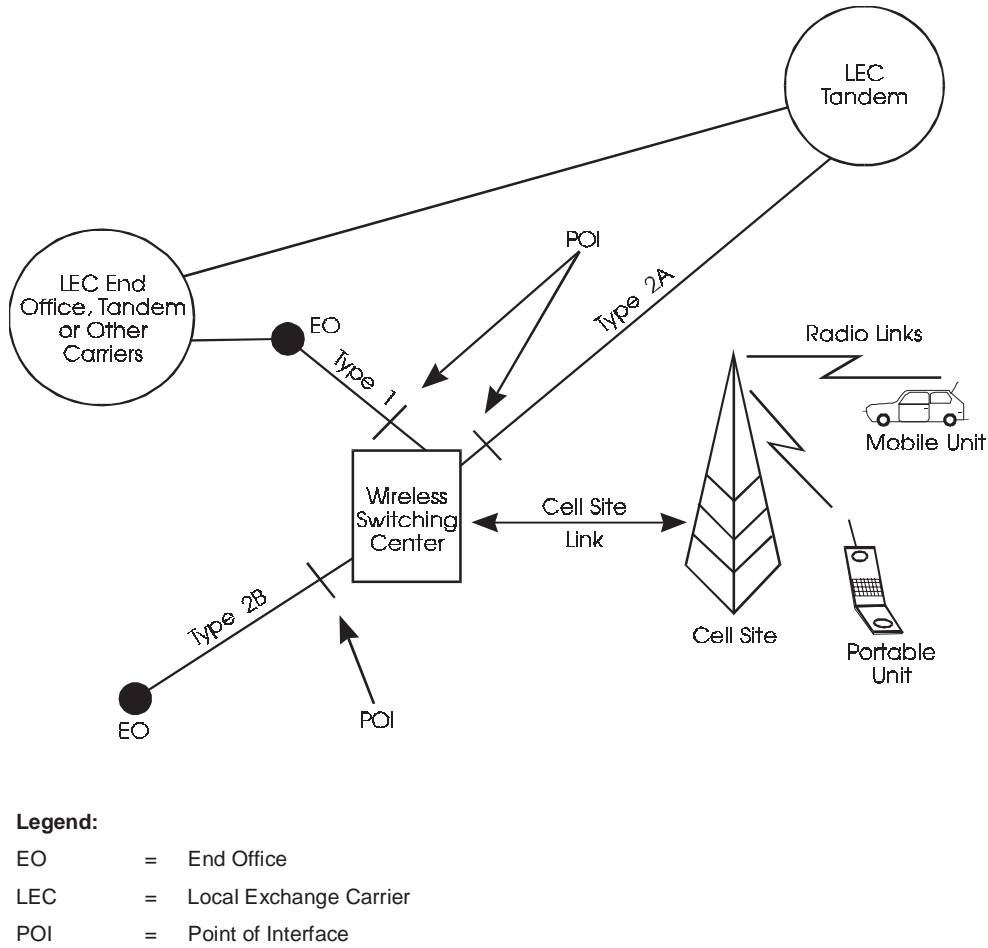 LEC
Tandem
POI
LEC End
Office, Tandem
or Other
Carriers
EO
Type 1
Type 2A
Radio Links
Mobile Unit
Wireless
Switching
Center
Cell Site
Link
Type 2B
EO
POI
Cell Site
Portable
Unit
Legend:
EO = End Office
LEC = Local Exchange Carrier
POI = Point of Interface